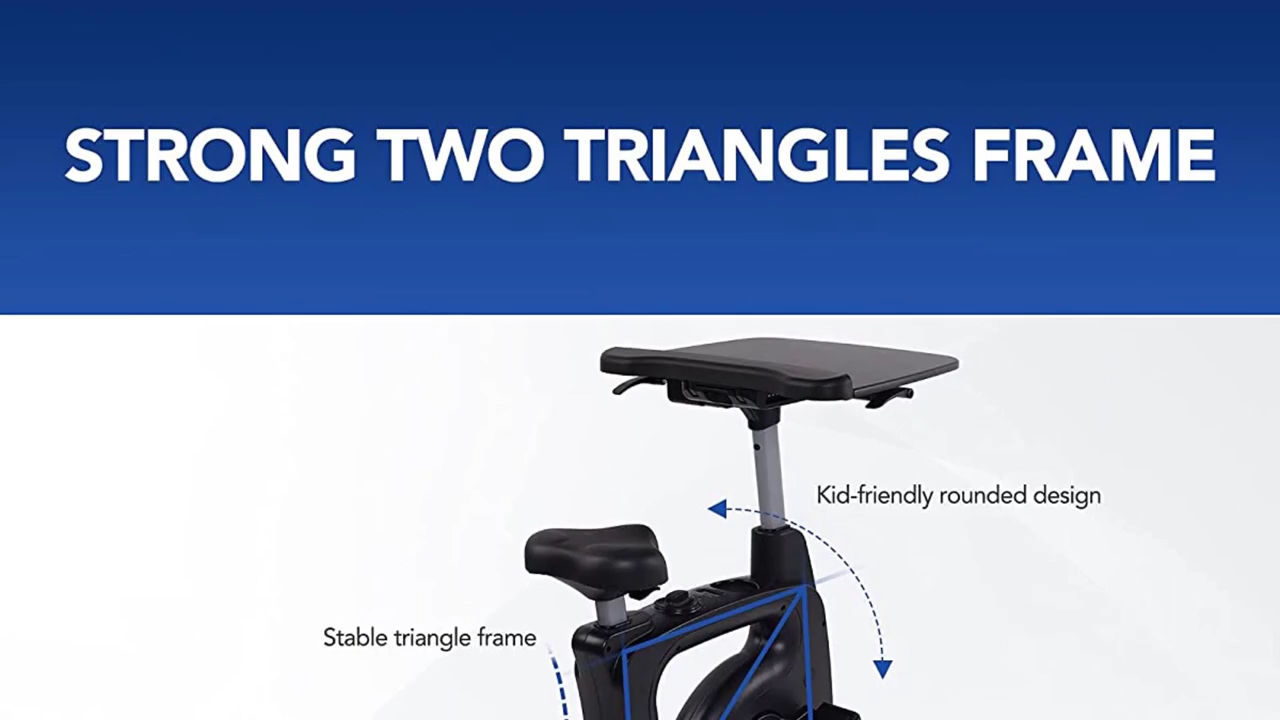 STRONG TWO TRIANGLES FRAME
Kid-friendly rounded design
Stable triangle frame